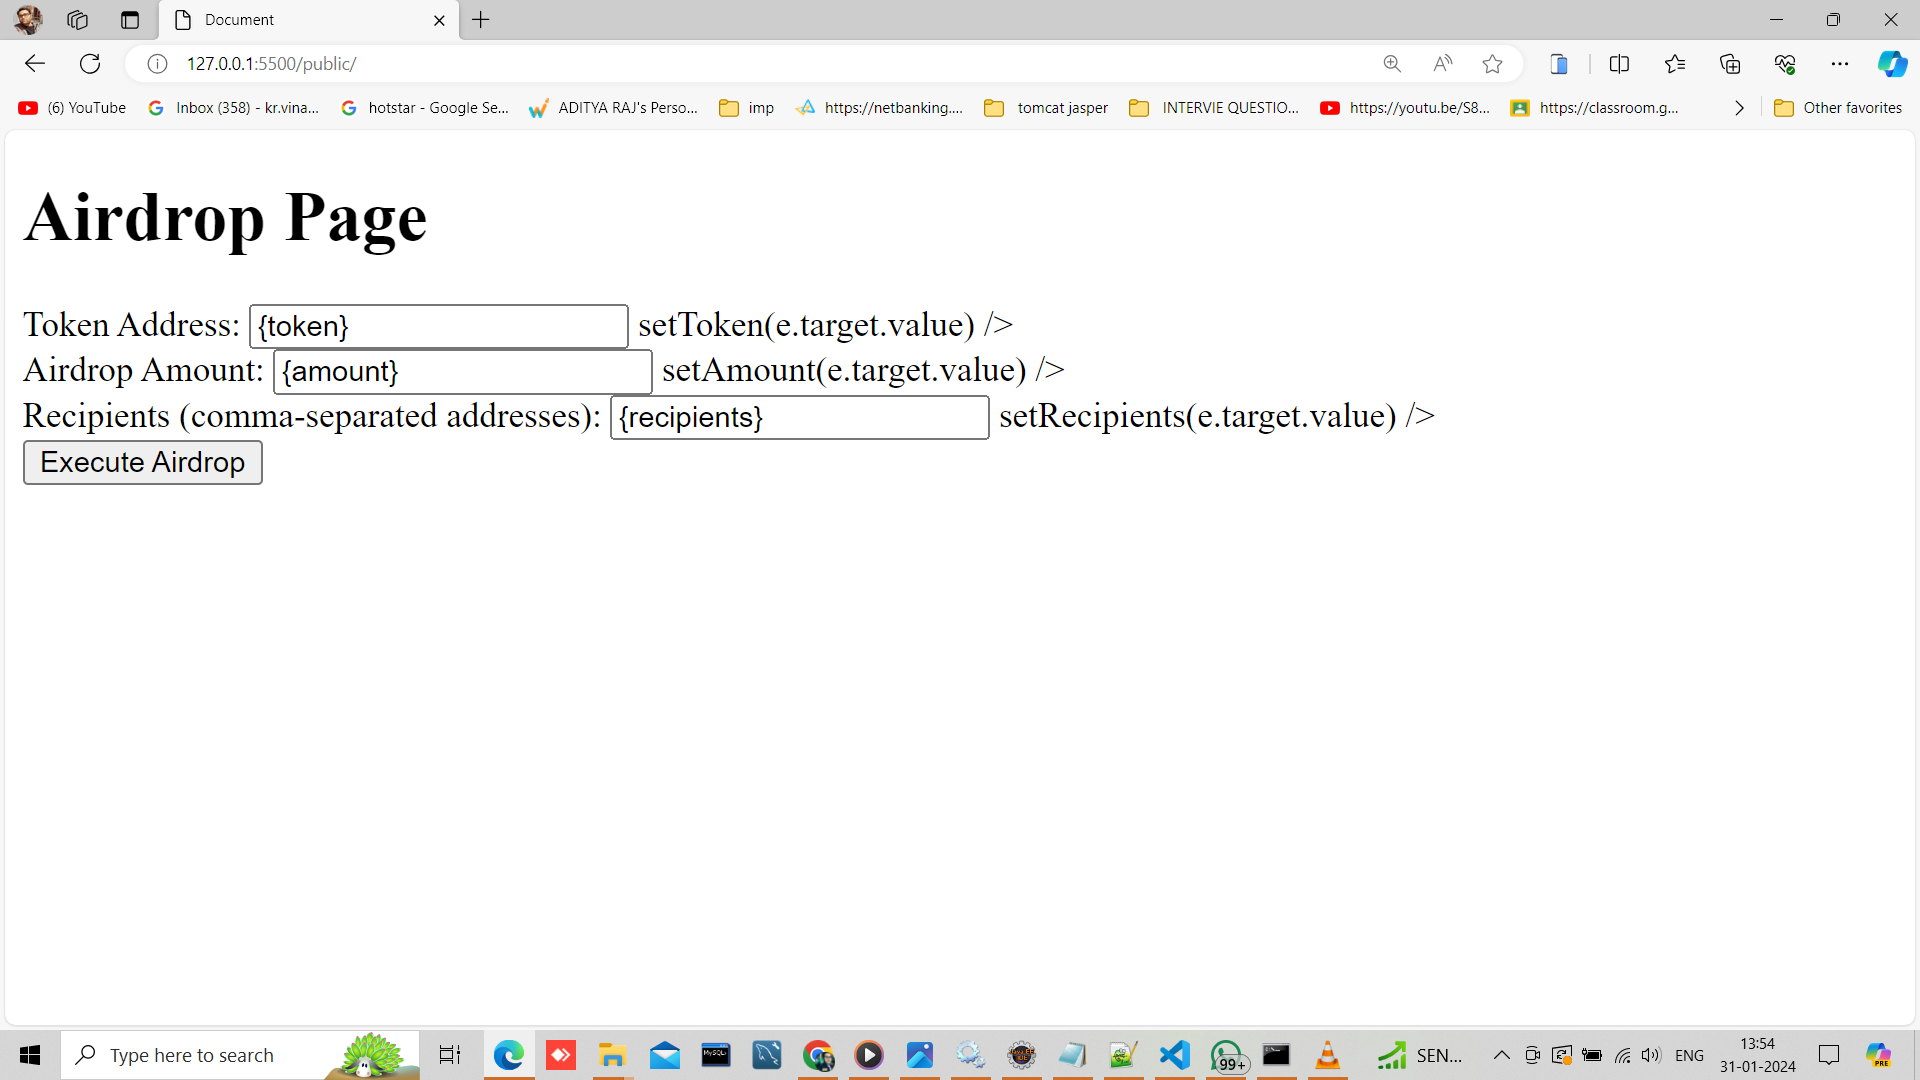 Document
127.0.0.1:5500/public/
(6) YouTube
Inbox (358) - kr.vina...
hotstar - Google Se...
ADITYA RAJ's Perso...
imp
https://netbanking....
tomcat jasper
INTERVIE QUESTIO...
https://youtu.be/S8...
https://classroom.g...
Other favorites
Airdrop Page
Token Address: {token} setToken(e.target.value) />
Airdrop Amount: {amount} setAmount(e.target.value) />
Recipients (comma-separated addresses): {recipients} setRecipients(e.target.value) />
Execute Airdrop
Type here to search
MySQL
99+
SEN...
ENG
13:54
31-01-2024
PRE